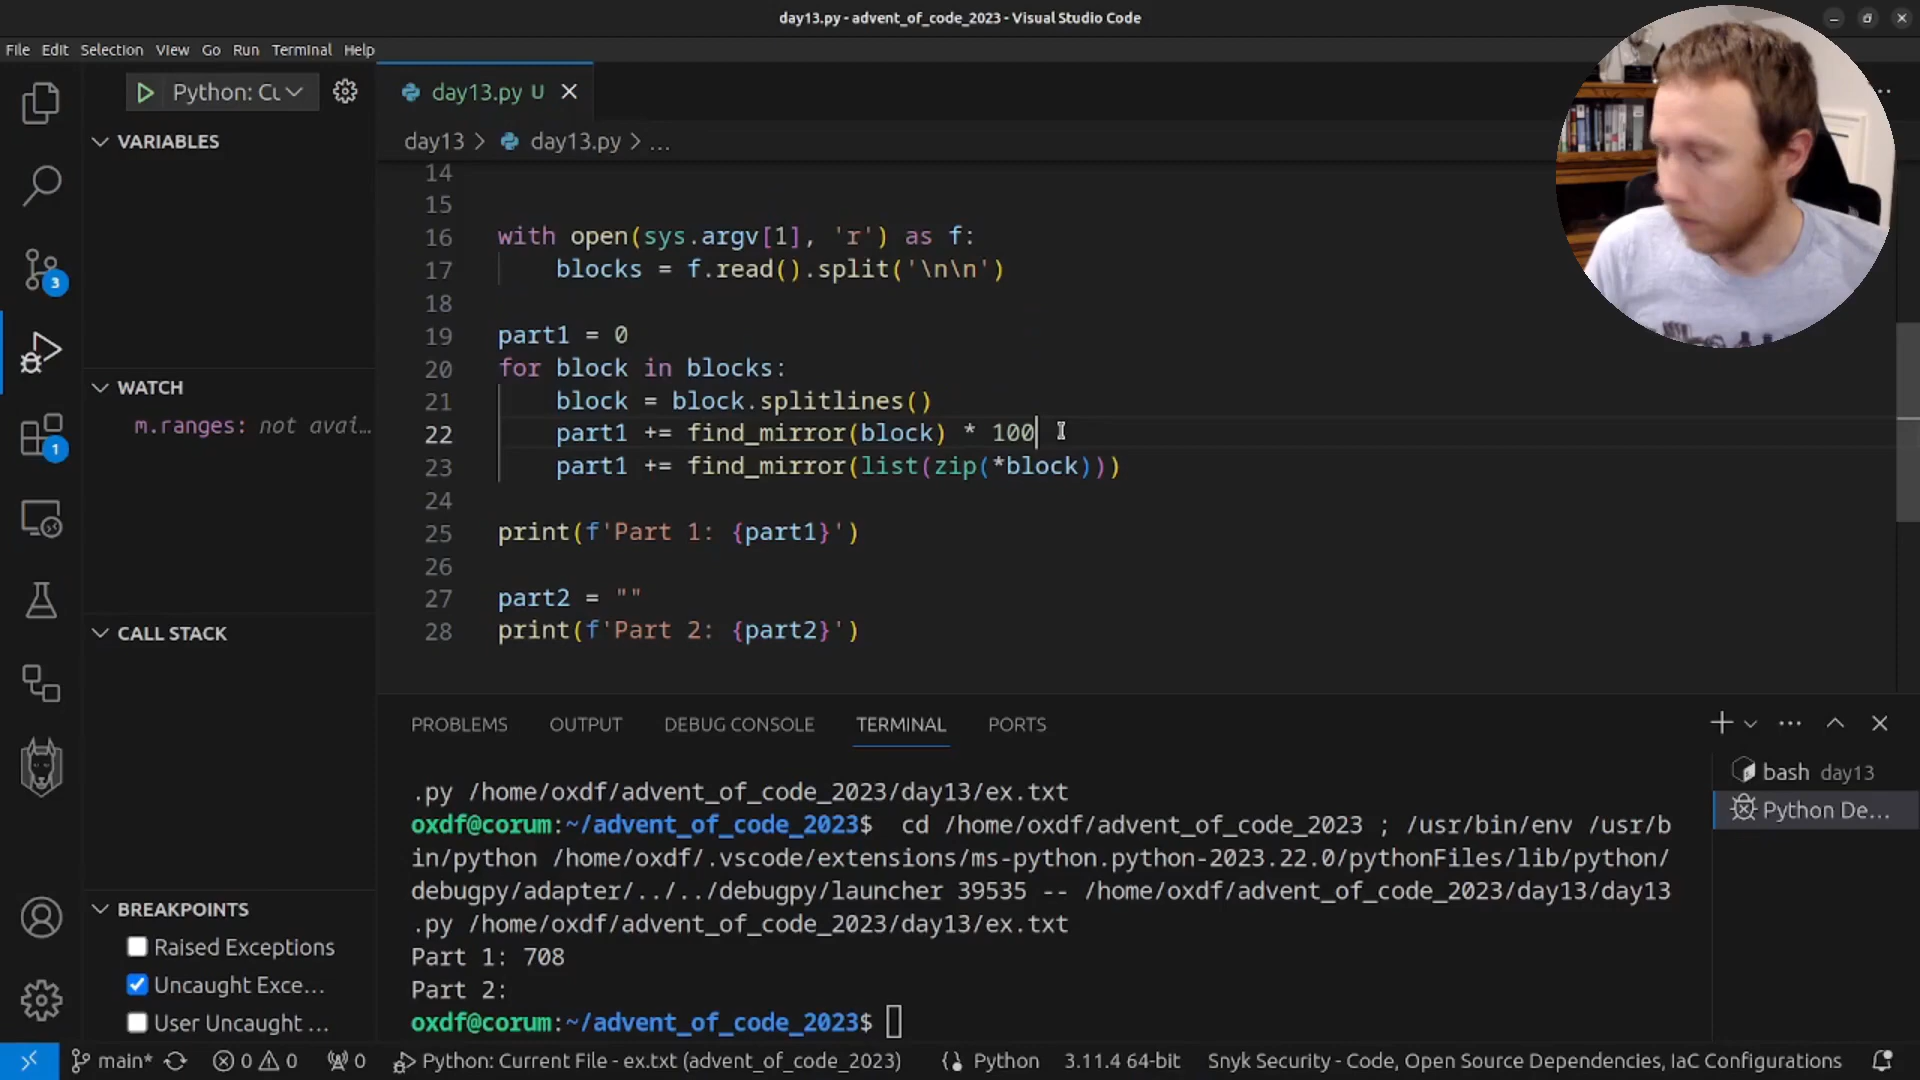 day13.py - advent_of_code_2023 - Visual Studio Code
File Edit Selection View Go Run Terminal Help
Python: Cu
day13.py U
day13 > day13.py > ...
VARIABLES
WATCH
m.ranges: not avai...
CALL STACK
BREAKPOINTS
Raised Exceptions
Uncaught Exce...
User Uncaught ...
3
1
14
15
16 with open(sys.argv[1], 'r') as f:
17 blocks = f.read().split('\n\n')
18
19 part1 = 0
20 for block in blocks:
21 block = block.splitlines()
22 part1 += find_mirror(block) * 100
23 part1 += find_mirror(list(zip(*block)))
24
25 print(f'Part 1: {part1}')
26
27 part2 = ""
28 print(f'Part 2: {part2}')
PROBLEMS OUTPUT DEBUG CONSOLE TERMINAL PORTS
.py /home/oxdf/advent_of_code_2023/day13/ex.txt
oxdf@corum:~/advent_of_code_2023$ cd /home/oxdf/advent_of_code_2023 ; /usr/bin/env /usr/b
in/python /home/oxdf/.vscode/extensions/ms-python.python-2023.22.0/pythonFiles/lib/python/
debugpy/adapter/../../debugpy/launcher 39535 -- /home/oxdf/advent_of_code_2023/day13/day13
.py /home/oxdf/advent_of_code_2023/day13/ex.txt
Part 1: 708
Part 2:
oxdf@corum:~/advent_of_code_2023$
bash day13
Python De...
main* 0 0 0 Python: Current File - ex.txt (advent_of_code_2023) Python 3.11.4 64-bit Snyk Security - Code, Open Source Dependencies, IaC Configurations